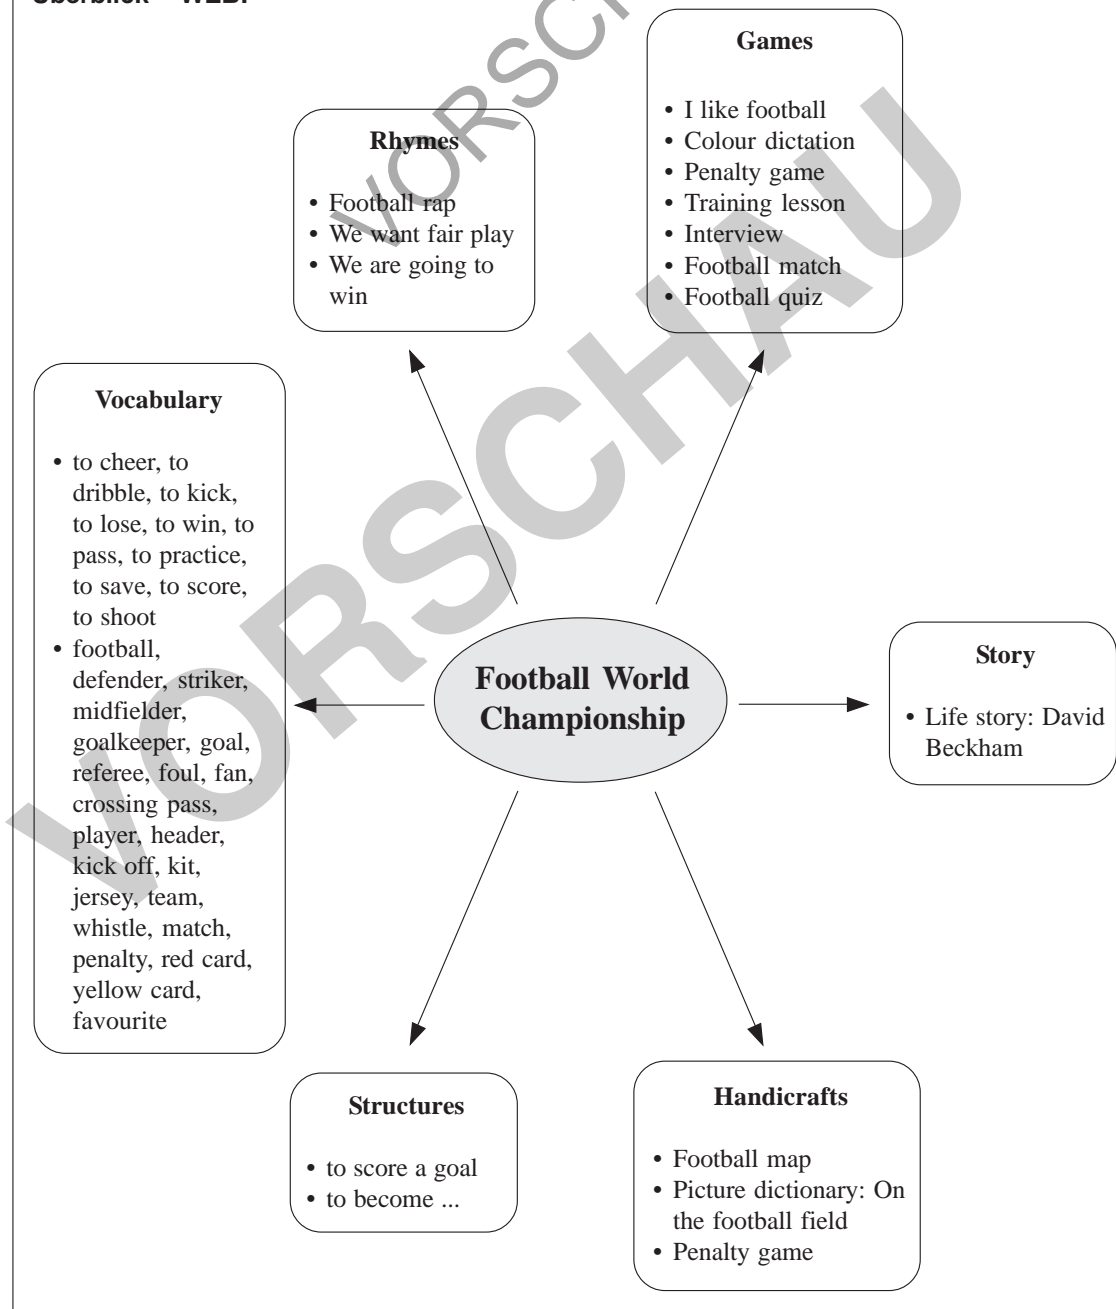 Games
• I like football
• Colour dictation
• Penalty game
• Training lesson
• Interview
• Football match
• Football quiz
Rhymes
• Football rap
• We want fair play
• We are going to
win
Vocabulary
• to cheer, to
dribble, to kick,
to lose, to win, to
pass, to practice,
to save, to score,
to shoot
• football,
defender, striker,
midfielder,
goalkeeper, goal,
referee, foul, fan,
crossing pass,
player, header,
kick off, kit,
jersey, team,
whistle, match,
penalty, red card,
yellow card,
favourite
Football World
Championship
Story
• Life story: David
Beckham
Structures
• to score a goal
• to become ...
Handicrafts
• Football map
• Picture dictionary: On
the football field
• Penalty game
VORSCHAU